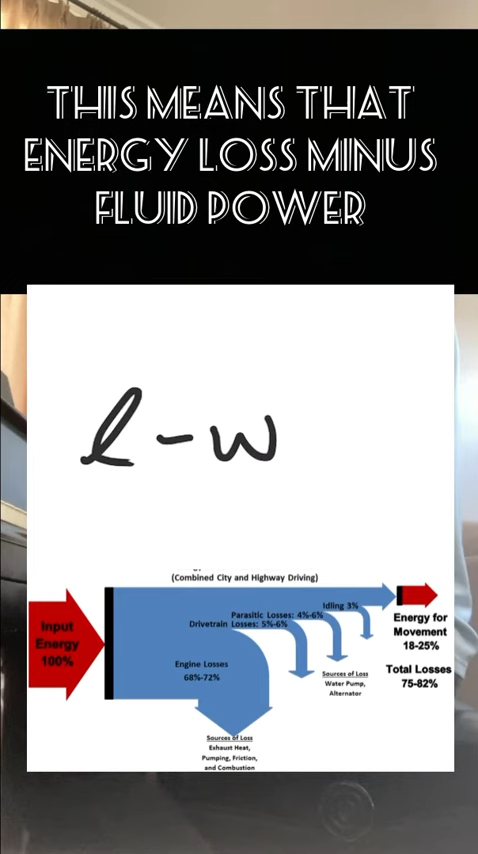 THIS MEANS THAT
ENERGY LOSS MINUS
FLUID POWER
l-w
(Combined City and Highway Driving)
Idling 3%
Parasitic Losses: 4%-6%
Drivetrain Losses: 5%-6%
Input
Energy
100%
Engine Losses
68%-72%
Energy for
Movement
18-25%
Total Losses
75-82%
Sources of Loss
Water Pump,
Alternator
Sources of Loss
Exhaust Heat,
Pumping, Friction,
and Combustion